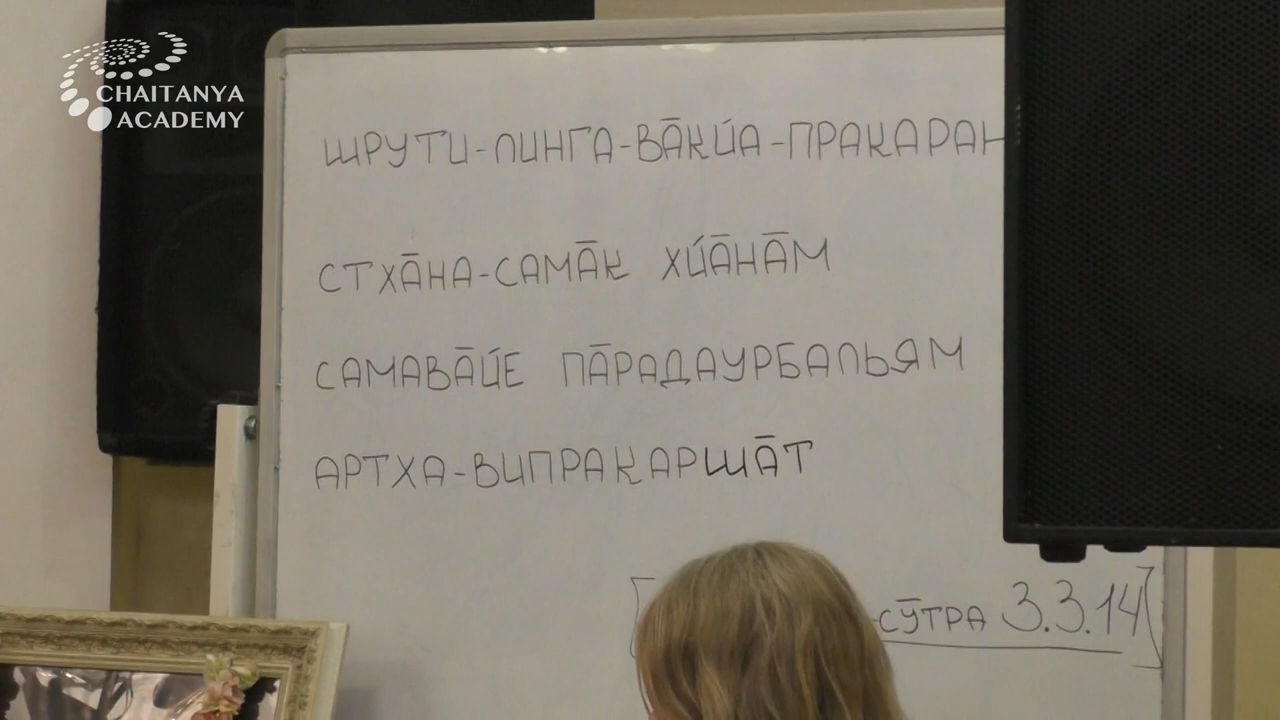 CHAITANYA
ACADEMY
ШРУТИ-ЛИНГА-ВА̄КЙА-ПРАКАРАН
СТХА̄НА-САМА̄К ХЙА̄НА̄М
САМАВА̄ЙЕ ПА̄РАДАУРБАЛЬЯМ
АРТХА-ВИПРАКАРША̄Т
-СӮТРА 3.3.14